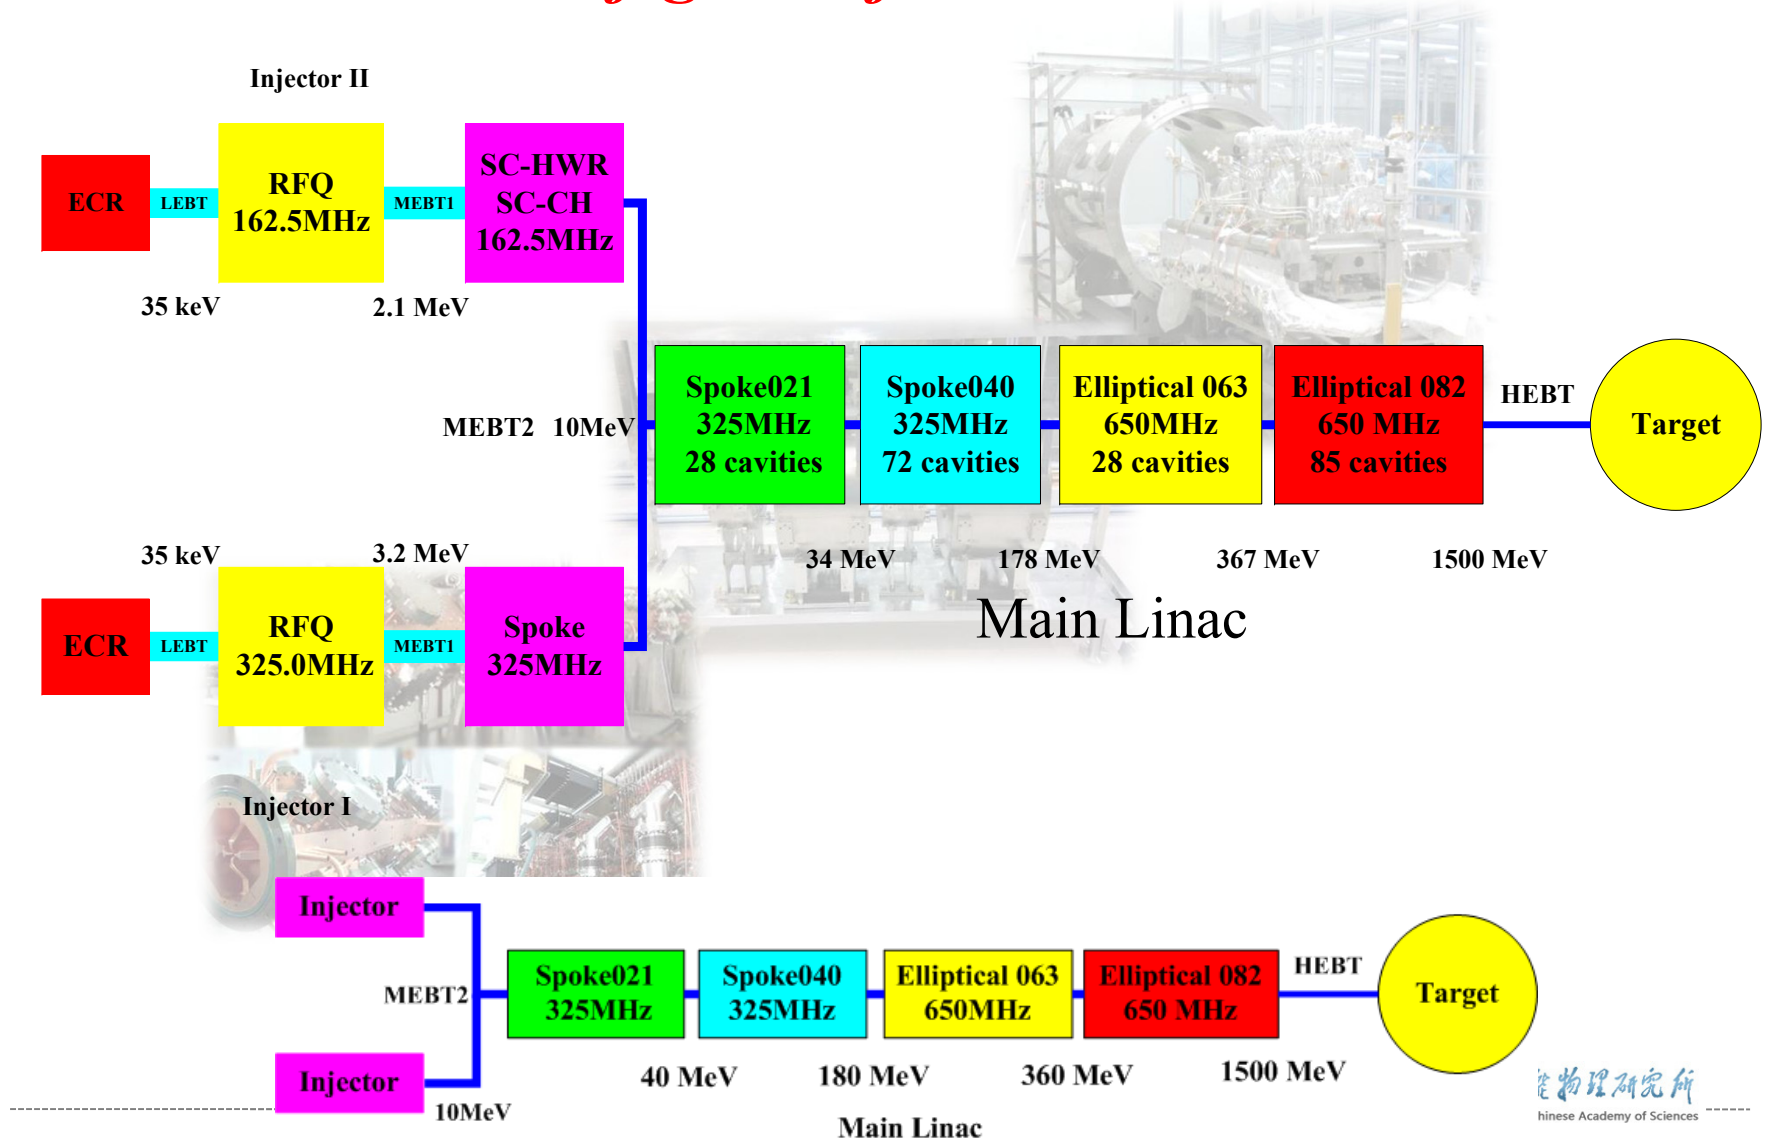 Injector II
ECR
LEBT
RFQ
162.5MHz
MEBT1
SC-HWR
SC-CH
162.5MHz
35 keV
2.1 MeV
MEBT2 10MeV
Spoke021
325MHz
28 cavities
Spoke040
325MHz
72 cavities
Elliptical 063
650MHz
28 cavities
Elliptical 082
650 MHz
85 cavities
HEBT
Target
34 MeV
178 MeV
367 MeV
1500 MeV
Main Linac
35 keV
3.2 MeV
ECR
LEBT
RFQ
325.0MHz
MEBT1
Spoke
325MHz
Injector I
Injector
MEBT2
Injector
10MeV
Spoke021
325MHz
Spoke040
325MHz
Elliptical 063
650MHz
Elliptical 082
650 MHz
HEBT
Target
40 MeV
180 MeV
360 MeV
1500 MeV
Main Linac
物理研究所
hinese Academy of Sciences